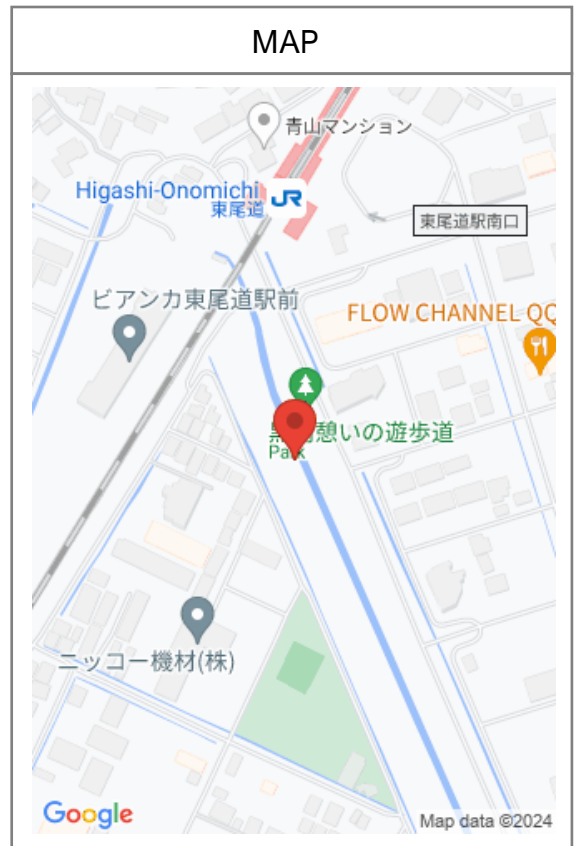 MAP
青山マンション
Higashi-Onomichi
東尾道
JR
東尾道駅南口
ビアンカ東尾道駅前
FLOW CHANNEL QQ
憩いの遊歩道
Park
ニッコー機材(株)
Google
Map data ©2024